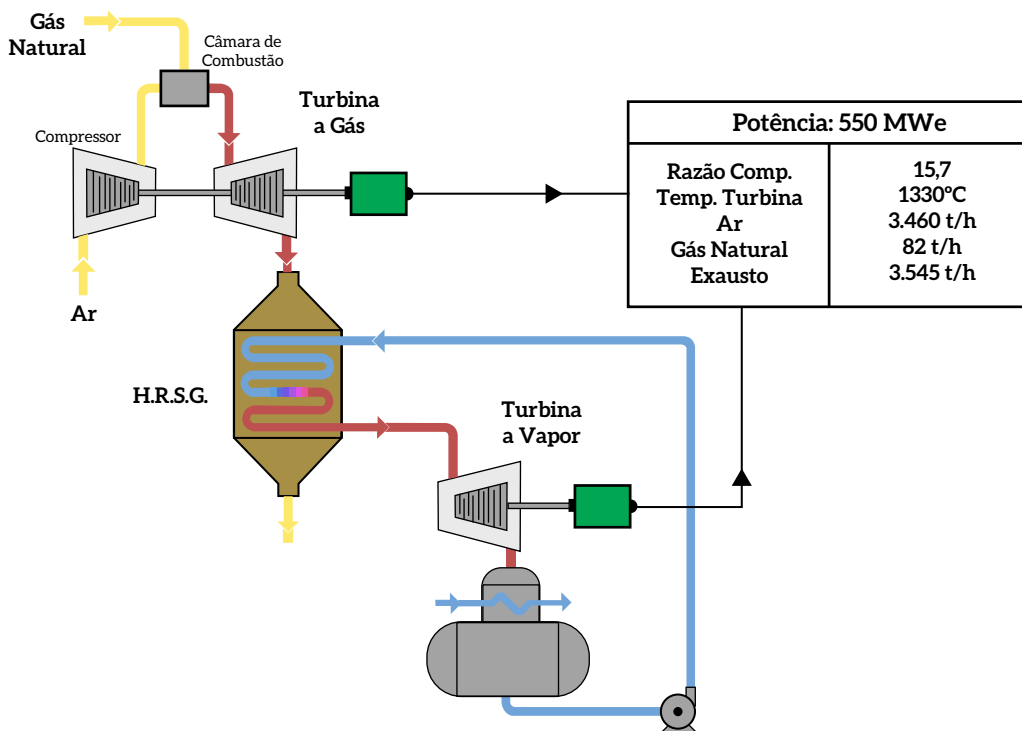 Gás
Natural
Câmara de
Combustão
Compressor
Turbina
a Gás
Ar
H.R.S.G.
Turbina
a Vapor
Potência: 550 MWe
Razão Comp. 15,7
Temp. Turbina 1330°C
Ar 3.460 t/h
Gás Natural 82 t/h
Exausto 3.545 t/h